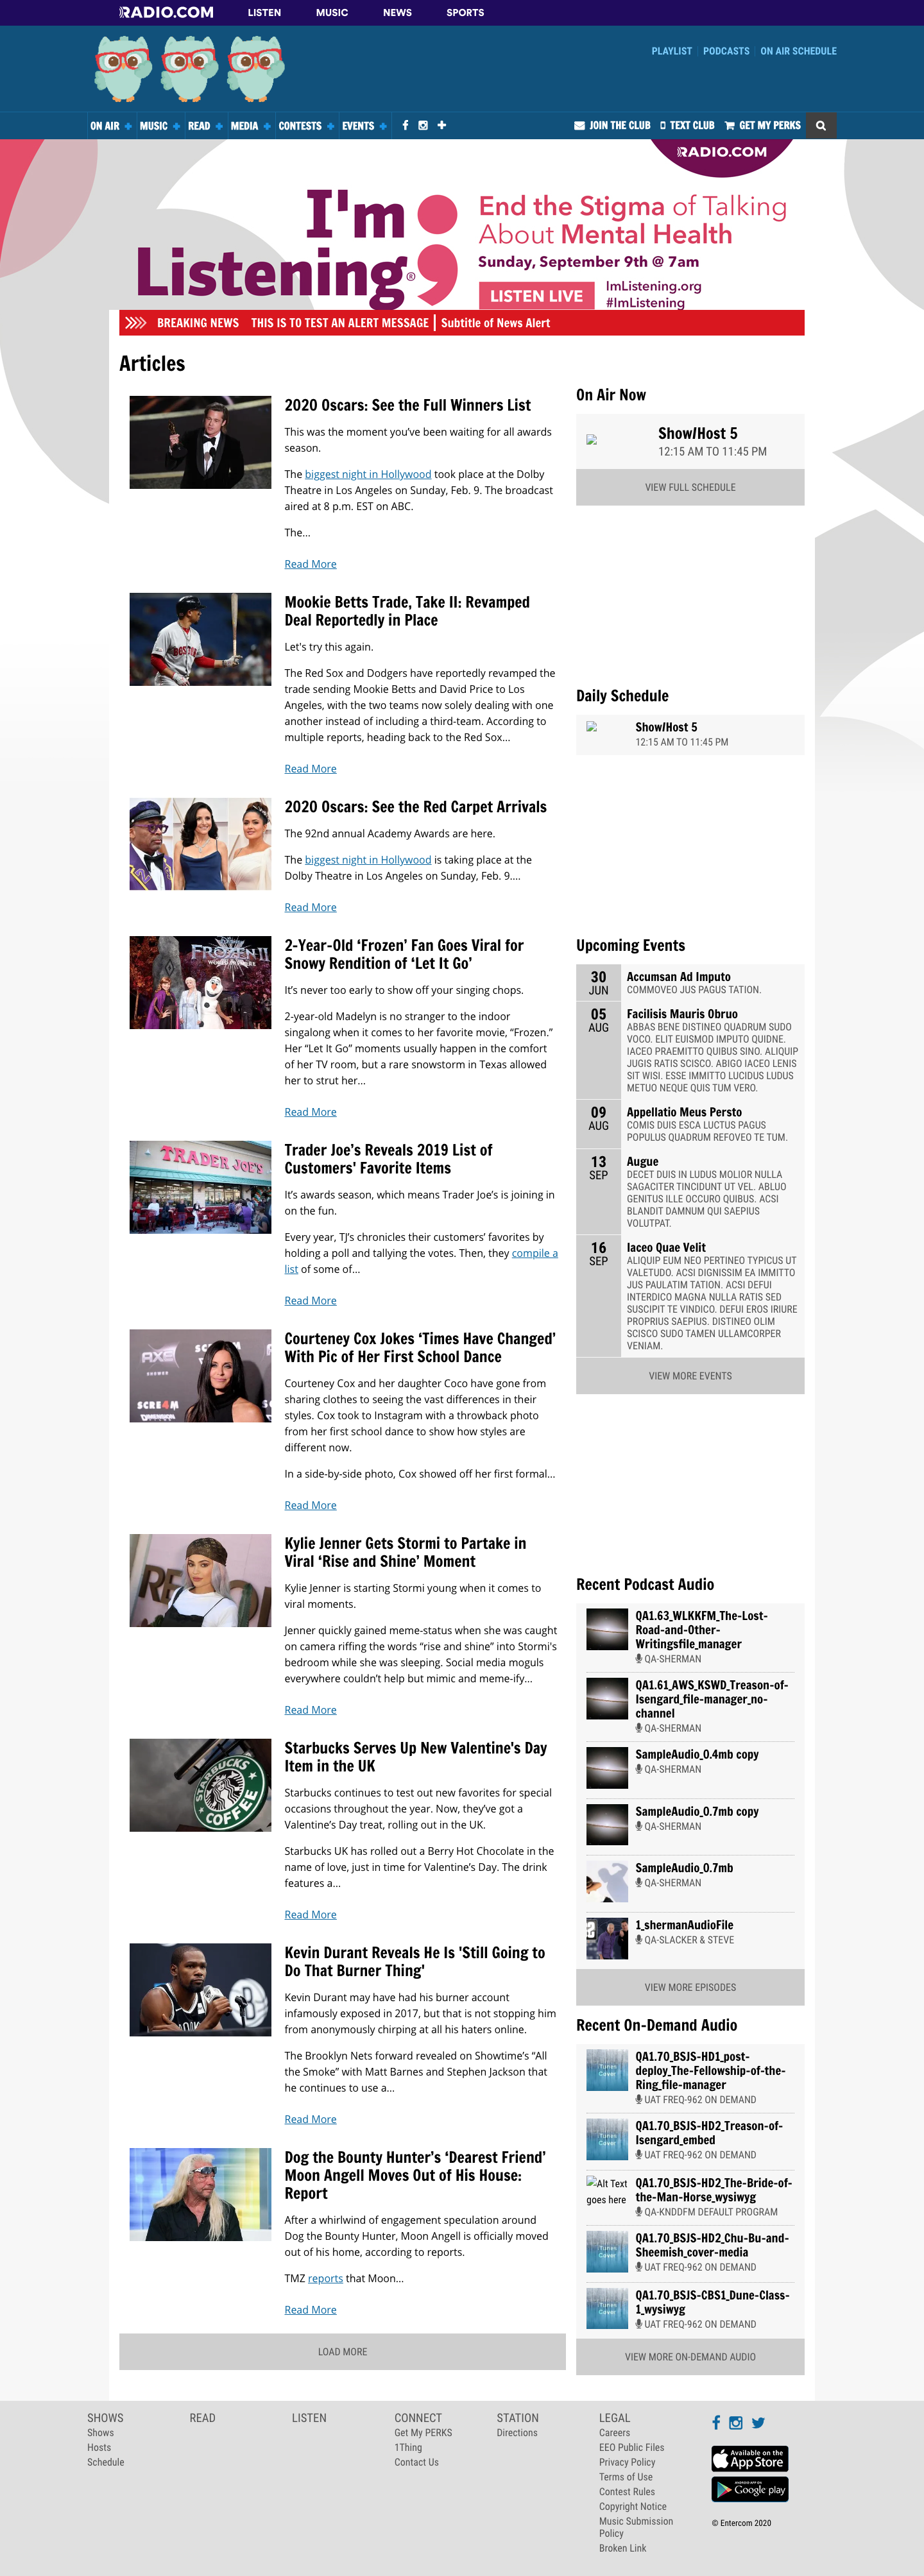 RADIO.COM LISTEN MUSIC NEWS SPORTS
PLAYLIST PODCASTS ON AIR SCHEDULE
ON AIR MUSIC READ MEDIA CONTESTS EVENTS JOIN THE CLUB TEXT CLUB GET MY PERKS
RADIO.COM
I'm
Listening®
End the Stigma of Talking
About Mental Health
Sunday, September 9th @ 7am
LISTEN LIVE
ImListening.org
#ImListening
BREAKING NEWS THIS IS TO TEST AN ALERT MESSAGE Subtitle of News Alert
Articles
2020 Oscars: See the Full Winners List
This was the moment you've been waiting for all awards
season.
The biggest night in Hollywood took place at the Dolby
Theatre in Los Angeles on Sunday, Feb. 9. The broadcast
aired at 8 p.m. EST on ABC.
The...
Read More
Mookie Betts Trade, Take II: Revamped
Deal Reportedly in Place
Let's try this again.
The Red Sox and Dodgers have reportedly revamped the
trade sending Mookie Betts and David Price to Los
Angeles, with the two teams now solely dealing with one
another instead of including a third-team. According to
multiple reports, heading back to the Red Sox...
Read More
2020 Oscars: See the Red Carpet Arrivals
The 92nd annual Academy Awards are here.
The biggest night in Hollywood is taking place at the
Dolby Theatre in Los Angeles on Sunday, Feb. 9....
Read More
FROZEN II
2-Year-Old ‘Frozen’ Fan Goes Viral for
Snowy Rendition of ‘Let It Go’
It’s never too early to show off your singing chops.
2-year-old Madelyn is no stranger to the indoor
singalong when it comes to her favorite movie, “Frozen.”
Her “Let It Go” moments usually happen in the comfort
of her TV room, but a rare snowstorm in Texas allowed
her to strut her...
Read More
TRADER JOE'S
Trader Joe’s Reveals 2019 List of
Customers' Favorite Items
It’s awards season, which means Trader Joe’s is joining in
on the fun.
Every year, TJ’s chronicles their customers’ favorites by
holding a poll and tallying the votes. Then, they compile a
list of some of...
Read More
AXE
SCRE4M
Courteney Cox Jokes ‘Times Have Changed’
With Pic of Her First School Dance
Courteney Cox and her daughter Coco have gone from
sharing clothes to seeing the vast differences in their
styles. Cox took to Instagram with a throwback photo
from her first school dance to show how styles are
different now.
In a side-by-side photo, Cox showed off her first formal...
Read More
Kylie Jenner Gets Stormi to Partake in
Viral ‘Rise and Shine’ Moment
Kylie Jenner is starting Stormi young when it comes to
viral moments.
Jenner quickly gained meme-status when she was caught
on camera riffing the words “rise and shine” into Stormi's
bedroom while she was sleeping. Social media moguls
everywhere couldn’t help but mimic and meme-ify...
Read More
STARBUCKS
COFFEE
Starbucks Serves Up New Valentine's Day
Item in the UK
Starbucks continues to test out new favorites for special
occasions throughout the year. Now, they’ve got a
Valentine’s Day treat, rolling out in the UK.
Starbucks UK has rolled out a Berry Hot Chocolate in the
name of love, just in time for Valentine’s Day. The drink
features a...
Read More
Kevin Durant Reveals He Is 'Still Going to
Do That Burner Thing'
Kevin Durant may have had his burner account
infamously exposed in 2017, but that is not stopping him
from anonymously chirping at all his haters online.
The Brooklyn Nets forward revealed on Showtime’s “All
the Smoke” with Matt Barnes and Stephen Jackson that
he continues to use a...
Read More
Dog the Bounty Hunter’s ‘Dearest Friend’
Moon Angell Moves Out of His House:
Report
After a whirlwind of engagement speculation around
Dog the Bounty Hunter, Moon Angell is officially moved
out of his home, according to reports.
TMZ reports that Moon...
Read More
LOAD MORE
On Air Now
Show/Host 5
12:15 AM TO 11:45 PM
VIEW FULL SCHEDULE
Daily Schedule
Show/Host 5
12:15 AM TO 11:45 PM
Upcoming Events
30
JUN
Accumsan Ad Imputo
COMMOVEO JUS PAGUS TATION.
05
AUG
Facilisis Mauris Obruo
ABBAS BENE DISTINEO QUADRUM SUDO
VOCO. ELIT EUISMOD IMPUTO QUIDNE.
IACEO PRAEMITTO QUIBUS SINO. ALIQUIP
JUGIS RATIS SCISCO. ABIGO IACEO LENIS
SIT WISI. ESSE IMMITTO LUCIDUS LUDUS
METUO NEQUE QUIS TUM VERO.
09
AUG
Appellatio Meus Persto
COMIS DUIS ESCA LUCTUS PAGUS
POPULUS QUADRUM REFOVEO TE TUM.
13
SEP
Augue
DECET DUIS IN LUDUS MOLIOR NULLA
SAGACITER TINCIDUNT UT VEL. ABLUO
GENITUS ILLE OCCURO QUIBUS. ACSI
BLANDIT DAMNUM QUI SAEPIUS
VOLUTPAT.
16
SEP
Iaceo Quae Velit
ALIQUIP EUM NEO PERTINEO TYPICUS UT
VALETUDO. ACSI DIGNISSIM EA IMMITTO
JUS PAULATIM TATION. ACSI DEFUI
INTERDICO MAGNA NULLA RATIS SED
SUSCIPIT TE VINDICO. DEFUI EROS IRIURE
PROPRIUS SAEPIUS. DISTINEO OLIM
SCISCO SUDO TAMEN ULLAMCORPER
VENIAM.
VIEW MORE EVENTS
Recent Podcast Audio
QA1.63_WLKKFM_The-Lost-
Road-and-Other-
Writingsfile_manager
QA-SHERMAN
QA1.61_AWS_KSWD_Treason-of-
Isengard_file-manager_no-
channel
QA-SHERMAN
SampleAudio_0.4mb copy
QA-SHERMAN
SampleAudio_0.7mb copy
QA-SHERMAN
SampleAudio_0.7mb
QA-SHERMAN
1_shermanAudioFile
QA-SLACKER & STEVE
VIEW MORE EPISODES
Recent On-Demand Audio
iTunes
Cover
QA1.70_BSJS-HD1_post-
deploy_The-Fellowship-of-the-
Ring_file-manager
UAT FREQ-962 ON DEMAND
iTunes
Cover
QA1.70_BSJS-HD2_Treason-of-
Isengard_embed
UAT FREQ-962 ON DEMAND
Alt Text
goes here
QA1.70_BSJS-HD2_The-Bride-of-
the-Man-Horse_wysiwyg
QA-KNDDFM DEFAULT PROGRAM
iTunes
Cover
QA1.70_BSJS-HD2_Chu-Bu-and-
Sheemish_cover-media
UAT FREQ-962 ON DEMAND
iTunes
Cover
QA1.70_BSJS-CBS1_Dune-Class-
1_wysiwyg
UAT FREQ-962 ON DEMAND
VIEW MORE ON-DEMAND AUDIO
SHOWS
Shows
Hosts
Schedule
READ
LISTEN
CONNECT
Get My PERKS
1Thing
Contact Us
STATION
Directions
LEGAL
Careers
EEO Public Files
Privacy Policy
Terms of Use
Contest Rules
Copyright Notice
Music Submission
Policy
Broken Link
Available on the
App Store
ANDROID APP ON
Google play
© Entercom 2020